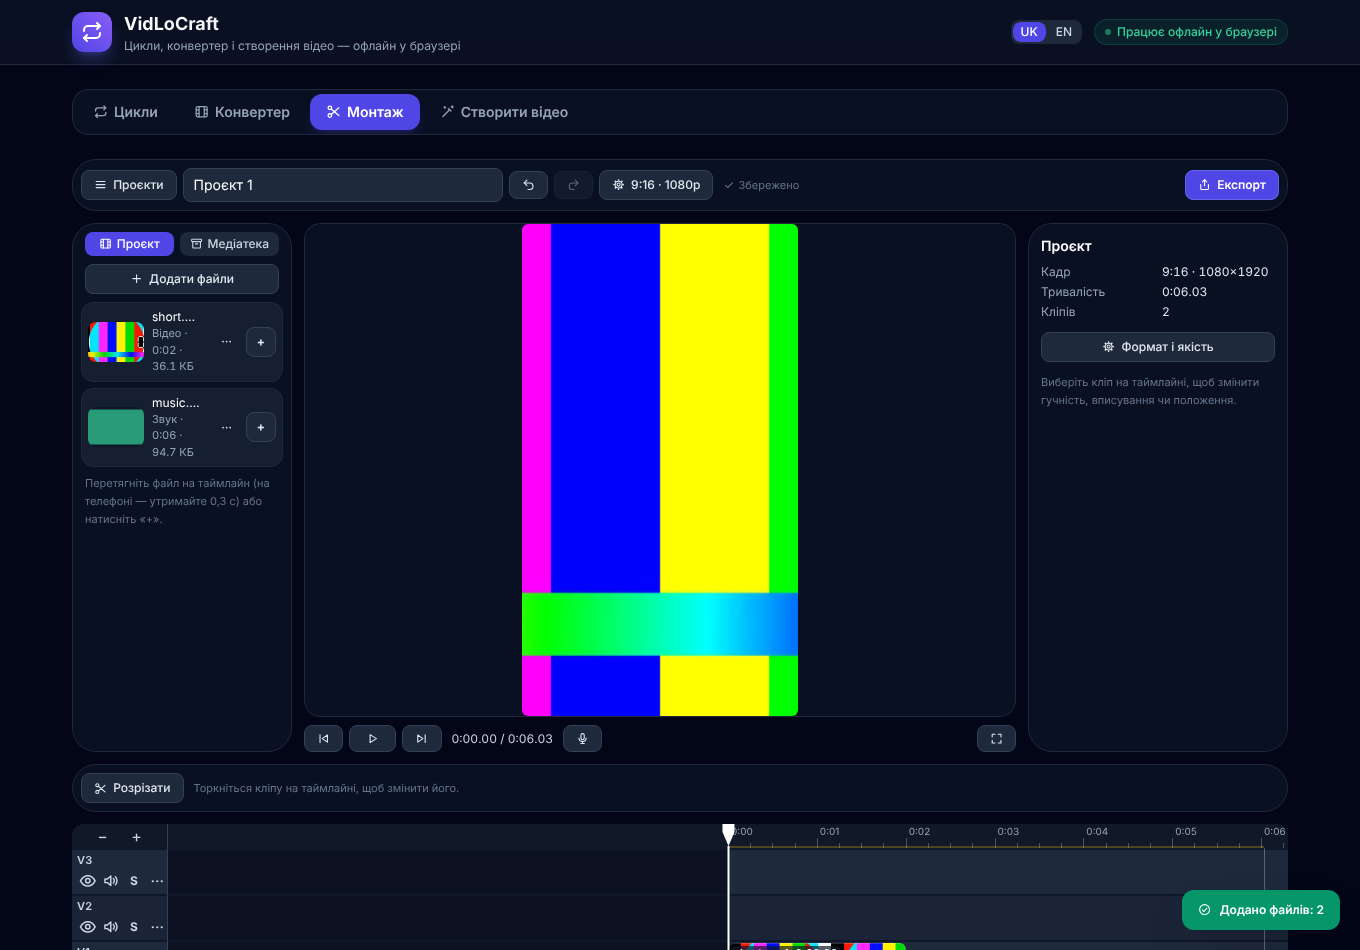 VidLoCraft
Цикли, конвертер і створення відео — офлайн у браузері
UK EN
Працює офлайн у браузері
Цикли
Конвертер
Монтаж
Створити відео
Проєкти
Проєкт 1
9:16 · 1080p
Збережено
Експорт
Проєкт
Медіатека
Додати файли
short....
Відео ·
0:02 ·
36.1 КБ
music....
Звук ·
0:06 ·
94.7 КБ
Перетягніть файл на таймлайн (на
телефоні — утримайте 0,3 с) або
натисніть «+».
0:00.00 / 0:06.03
Проєкт
Кадр 9:16 · 1080×1920
Тривалість 0:06.03
Кліпів 2
Формат і якість
Виберіть кліп на таймлайні, щоб змінити
гучність, вписування чи положення.
Розрізати
Торкніться кліпу на таймлайні, щоб змінити його.
0:00 0:01 0:02 0:03 0:04 0:05 0:06
V3
S
V2
S
Додано файлів: 2